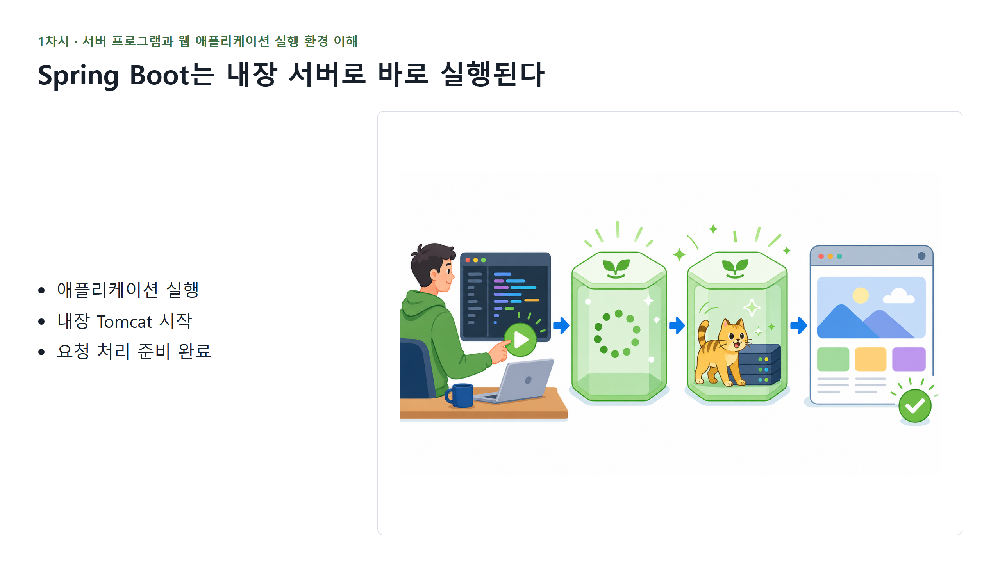 1차시 · 서버 프로그램과 웹 애플리케이션 실행 환경 이해
Spring Boot는 내장 서버로 바로 실행된다
• 애플리케이션 실행
• 내장 Tomcat 시작
• 요청 처리 준비 완료